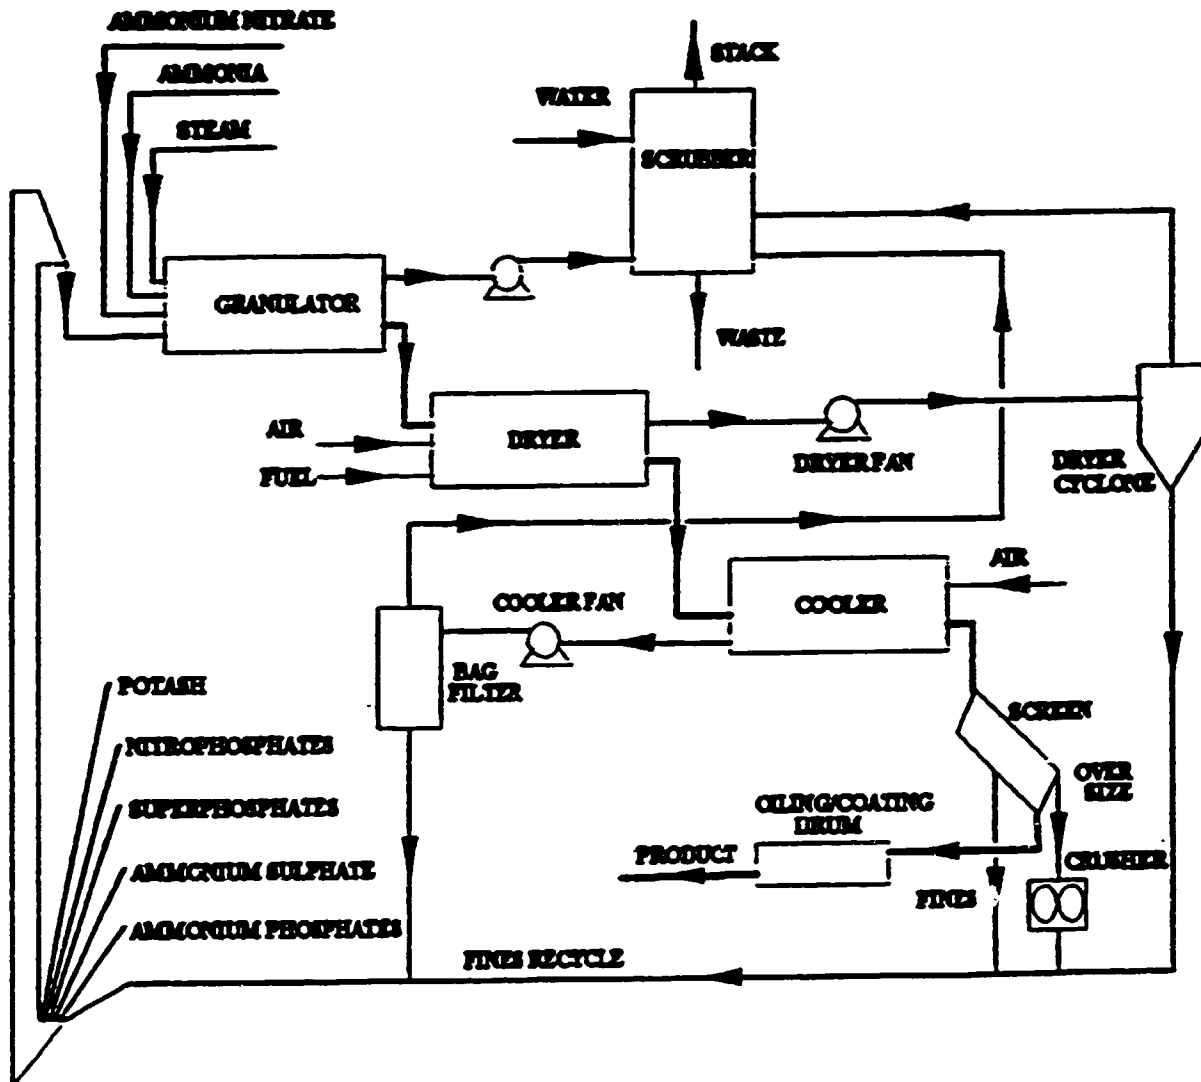 AMMONIUM NITRATE
STACK
AMMONIA
WATER
STEAM
SCRUBBER
GRANULATOR
WASTE
AIR
DRYER
FUEL
DRYER FAN
DRYER
CYCLONE
AIR
COOLER FAN
COOLER
BAG
FILTER
POTASH
SCREEN
NITROPHOSPHATES
OVER
SIZE
SUPERPHOSPHATES
OILING/COATING
DRUM
PRODUCT
CRUSHER
AMMONIUM SULPHATE
FINES
AMMONIUM PHOSPHATES
FINES RECYCLE